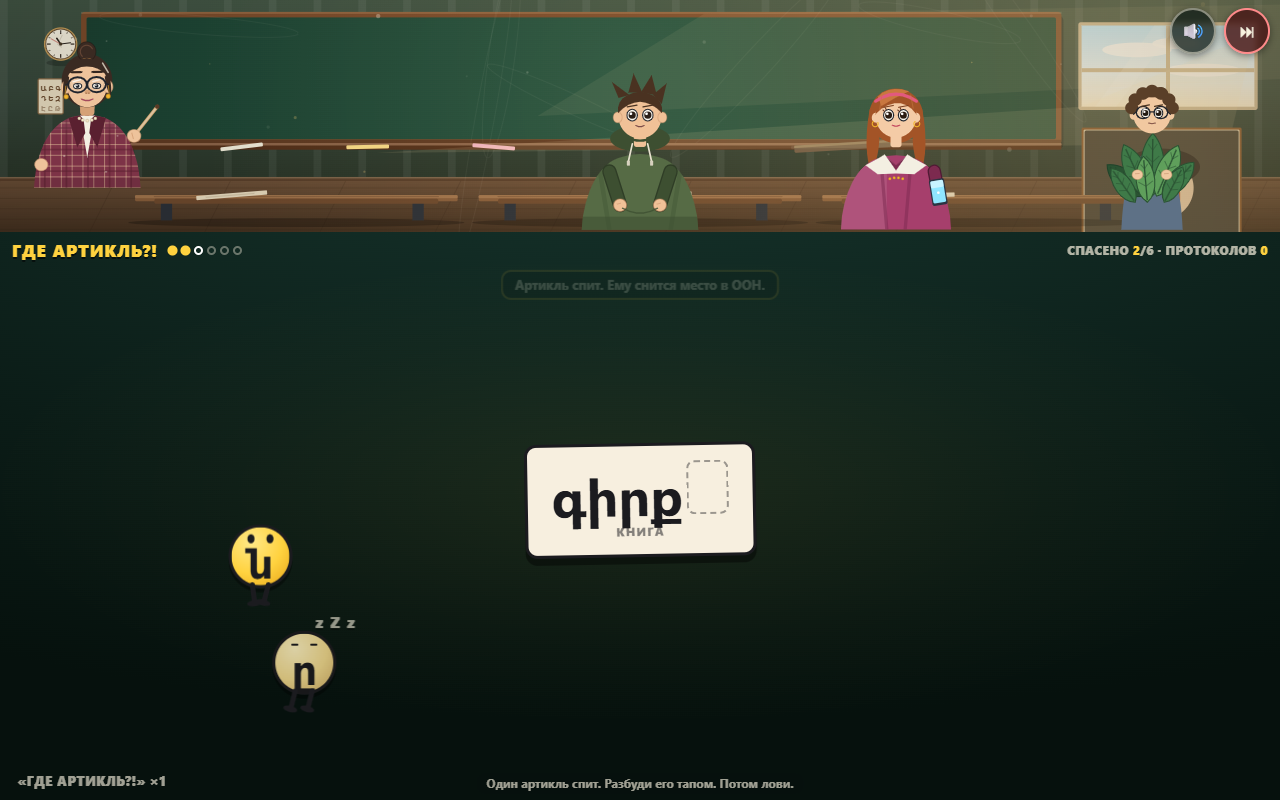 Ա Բ Գ
Դ Ե Զ
Է Ը Թ
ГДЕ АРТИКЛЬ?!
СПАСЕНО 2/6 · ПРОТОКОЛОВ 0
Артикль спит. Ему снится место в ООН.
գիրք
КНИГА
և
z Z z
ը
«ГДЕ АРТИКЛЬ?!» ×1
Один артикль спит. Разбуди его тапом. Потом лови.